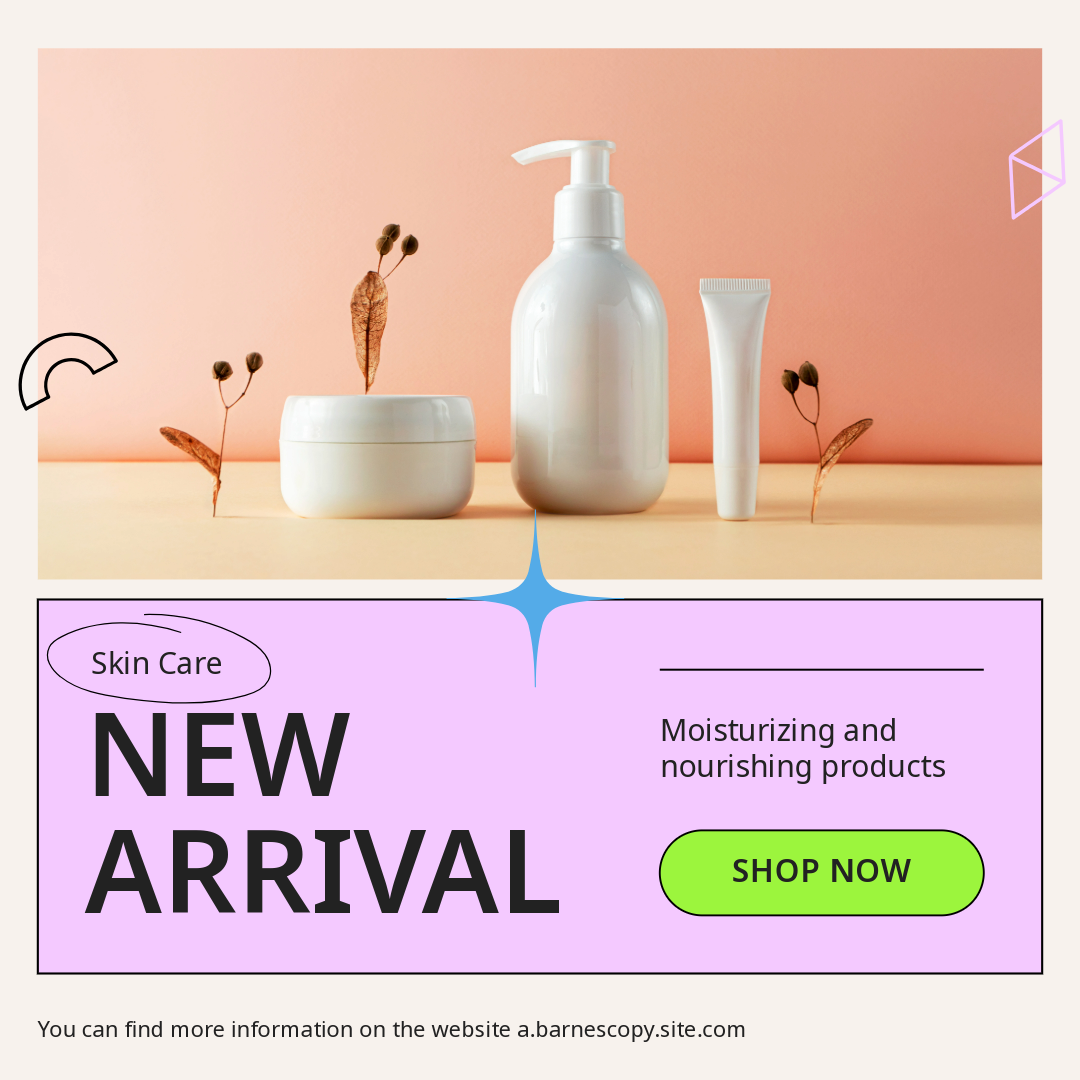 Skin Care
NEW
ARRIVAL
Moisturizing and
nourishing products
SHOP NOW
You can find more information on the website a.barnescopy.site.com